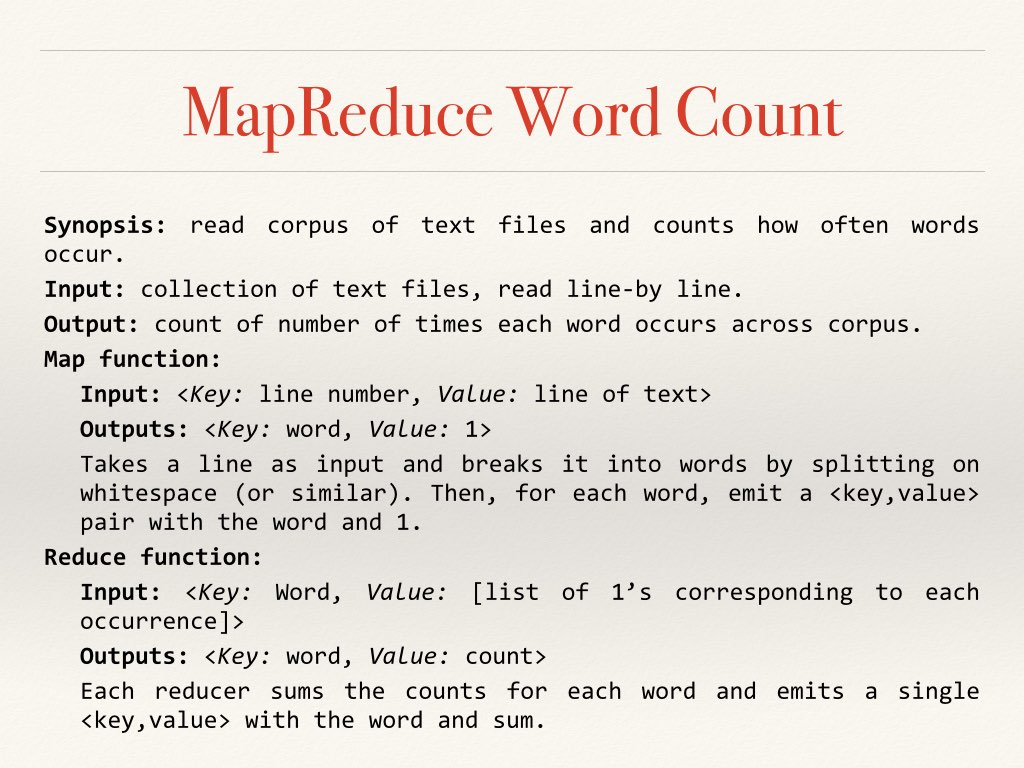 MapReduce Word Count
Synopsis: read corpus of text files and counts how often words
occur.
Input: collection of text files, read line-by line.
Output: count of number of times each word occurs across corpus.
Map function:
Input: <Key: line number, Value: line of text>
Outputs: <Key: word, Value: 1>
Takes a line as input and breaks it into words by splitting on
whitespace (or similar). Then, for each word, emit a <key,value>
pair with the word and 1.
Reduce function:
Input: <Key: Word, Value: [list of 1’s corresponding to each
occurrence]>
Outputs: <Key: word, Value: count>
Each reducer sums the counts for each word and emits a single
<key,value> with the word and sum.